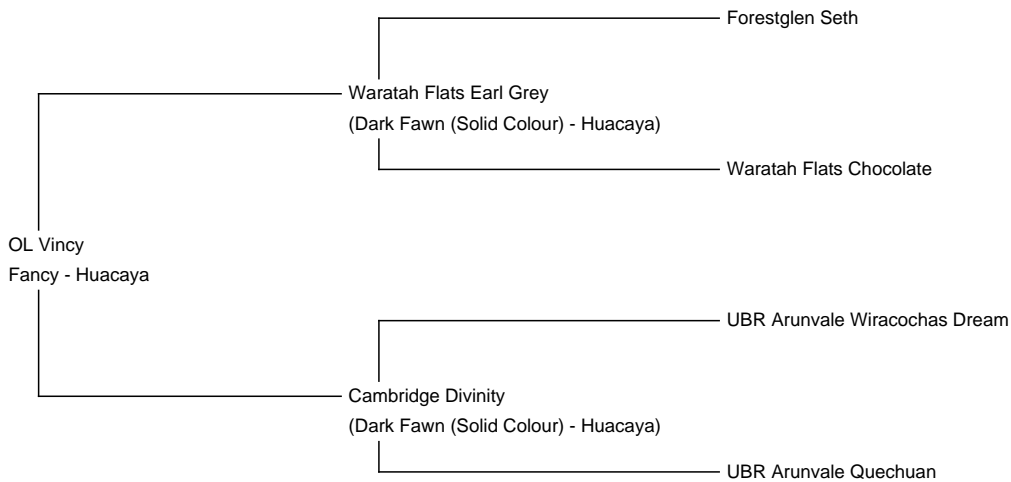 Forestglen Seth
Waratah Flats Earl Grey
(Dark Fawn (Solid Colour) - Huacaya)
Waratah Flats Chocolate
OL Vincy
Fancy - Huacaya
UBR Arunvale Wiracochas Dream
Cambridge Divinity
(Dark Fawn (Solid Colour) - Huacaya)
UBR Arunvale Quechuan